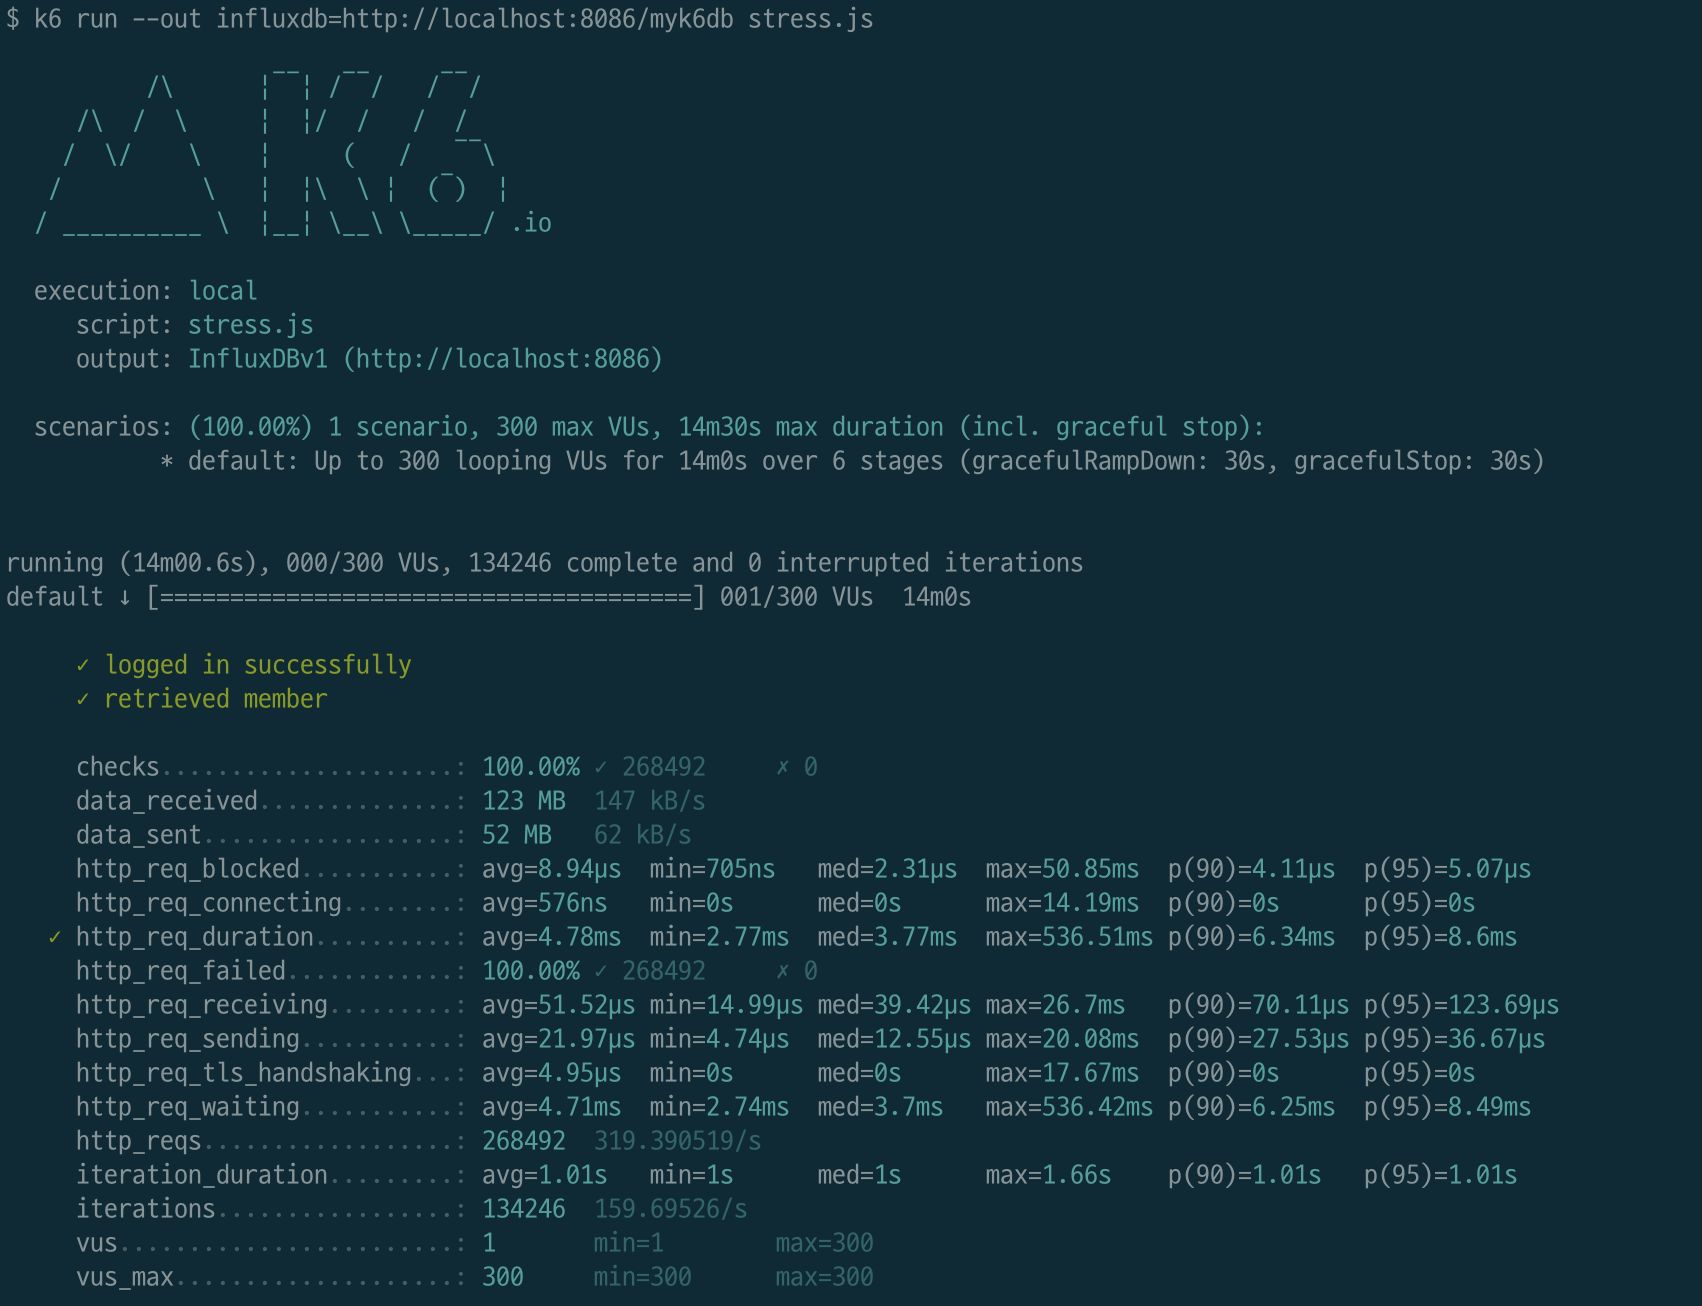 $ k6 run --out influxdb=http://localhost:8086/myk6db stress.js
.io
execution: local
script: stress.js
output: InfluxDBv1 (http://localhost:8086)
scenarios: (100.00%) 1 scenario, 300 max VUs, 14m30s max duration (incl. graceful stop):
* default: Up to 300 looping VUs for 14m0s over 6 stages (gracefulRampDown: 30s, gracefulStop: 30s)
running (14m00.6s), 000/300 VUs, 134246 complete and 0 interrupted iterations
default ↓ [======================================] 001/300 VUs  14m0s
✓ logged in successfully
✓ retrieved member
checks.....................: 100.00% ✓ 268492     ✗ 0
data_received..............: 123 MB  147 kB/s
data_sent..................: 52 MB   62 kB/s
http_req_blocked...........: avg=8.94µs  min=705ns   med=2.31µs  max=50.85ms  p(90)=4.11µs  p(95)=5.07µs
http_req_connecting........: avg=576ns   min=0s      med=0s      max=14.19ms  p(90)=0s      p(95)=0s
✓ http_req_duration..........: avg=4.78ms  min=2.77ms  med=3.77ms  max=536.51ms p(90)=6.34ms  p(95)=8.6ms
http_req_failed............: 100.00% ✓ 268492     ✗ 0
http_req_receiving.........: avg=51.52µs min=14.99µs med=39.42µs max=26.7ms   p(90)=70.11µs p(95)=123.69µs
http_req_sending...........: avg=21.97µs min=4.74µs  med=12.55µs max=20.08ms  p(90)=27.53µs p(95)=36.67µs
http_req_tls_handshaking...: avg=4.95µs  min=0s      med=0s      max=17.67ms  p(90)=0s      p(95)=0s
http_req_waiting...........: avg=4.71ms  min=2.74ms  med=3.7ms   max=536.42ms p(90)=6.25ms  p(95)=8.49ms
http_reqs..................: 268492  319.390519/s
iteration_duration.........: avg=1.01s   min=1s      med=1s      max=1.66s    p(90)=1.01s   p(95)=1.01s
iterations.................: 134246  159.69526/s
vus........................: 1       min=1        max=300
vus_max....................: 300     min=300      max=300